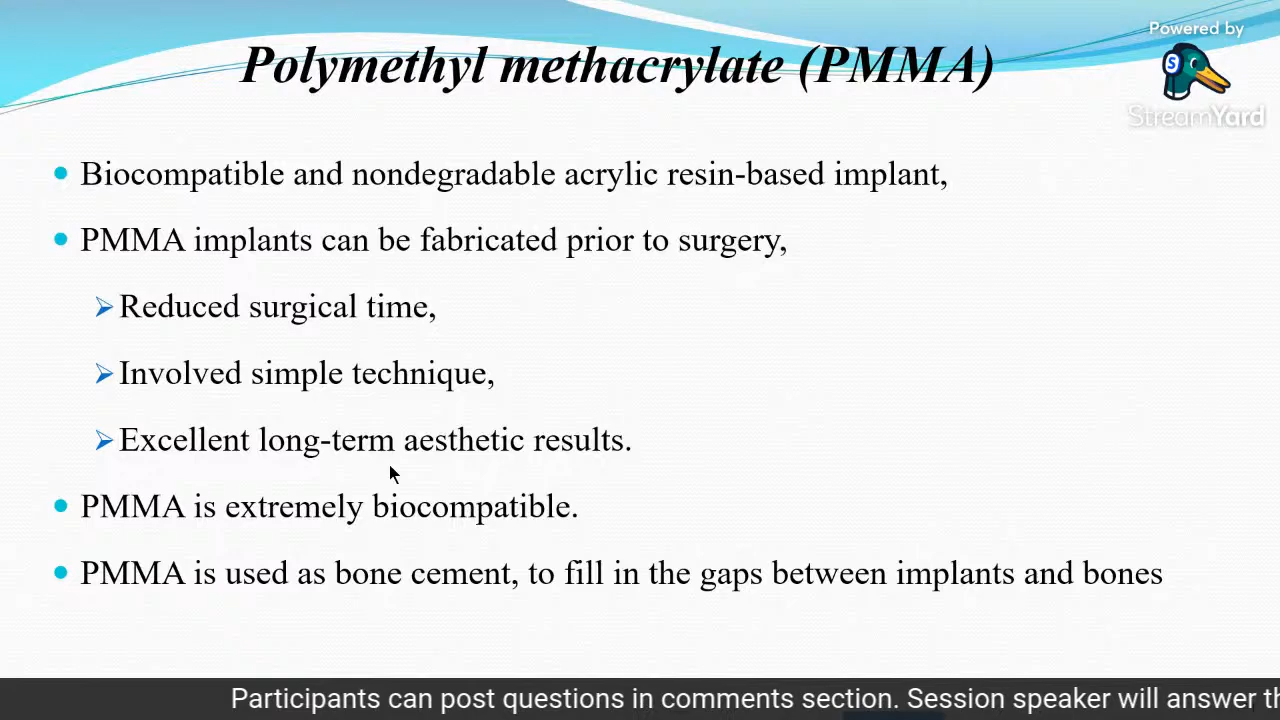 Powered by
Polymethyl methacrylate (PMMA)
S
StreamYard
Biocompatible and nondegradable acrylic resin-based implant,
PMMA implants can be fabricated prior to surgery,
Reduced surgical time,
Involved simple technique,
Excellent long-term aesthetic results.
PMMA is extremely biocompatible.
PMMA is used as bone cement, to fill in the gaps between implants and bones
Participants can post questions in comments section. Session speaker will answer th